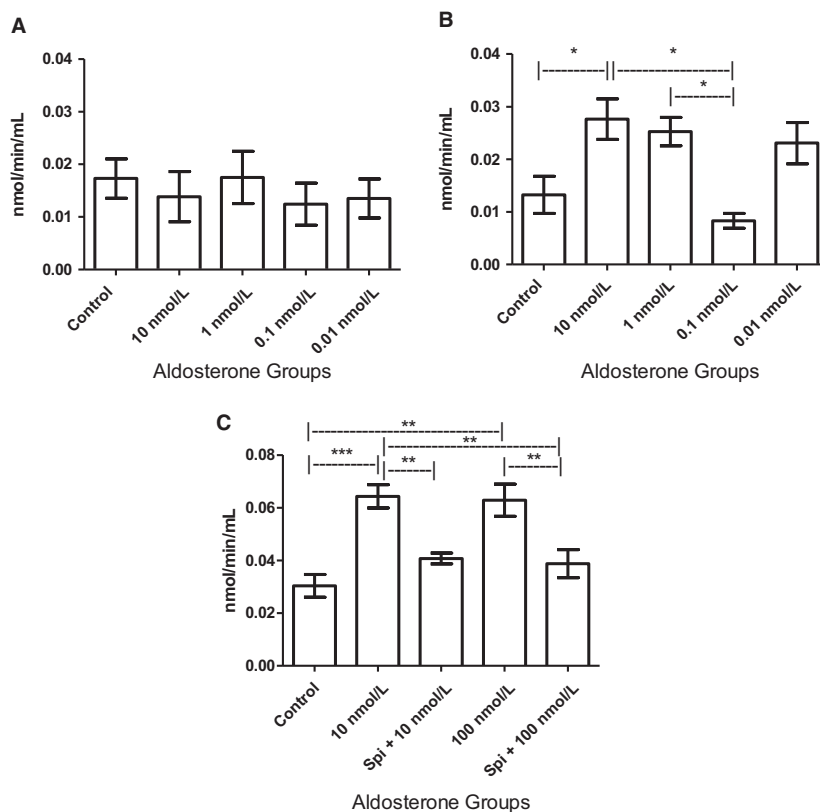 A
0.04
0.03
0.02
0.01
0.00
nmol/min/mL
Control
10 nmol/L
1 nmol/L
0.1 nmol/L
0.01 nmol/L
Aldosterone Groups
B
0.04
0.03
0.02
0.01
0.00
nmol/min/mL
*
*
*
Control
10 nmol/L
1 nmol/L
0.1 nmol/L
0.01 nmol/L
Aldosterone Groups
C
0.08
0.06
0.04
0.02
0.00
nmol/min/mL
**
**
***
**
**
Control
10 nmol/L
Spi + 10 nmol/L
100 nmol/L
Spi + 100 nmol/L
Aldosterone Groups